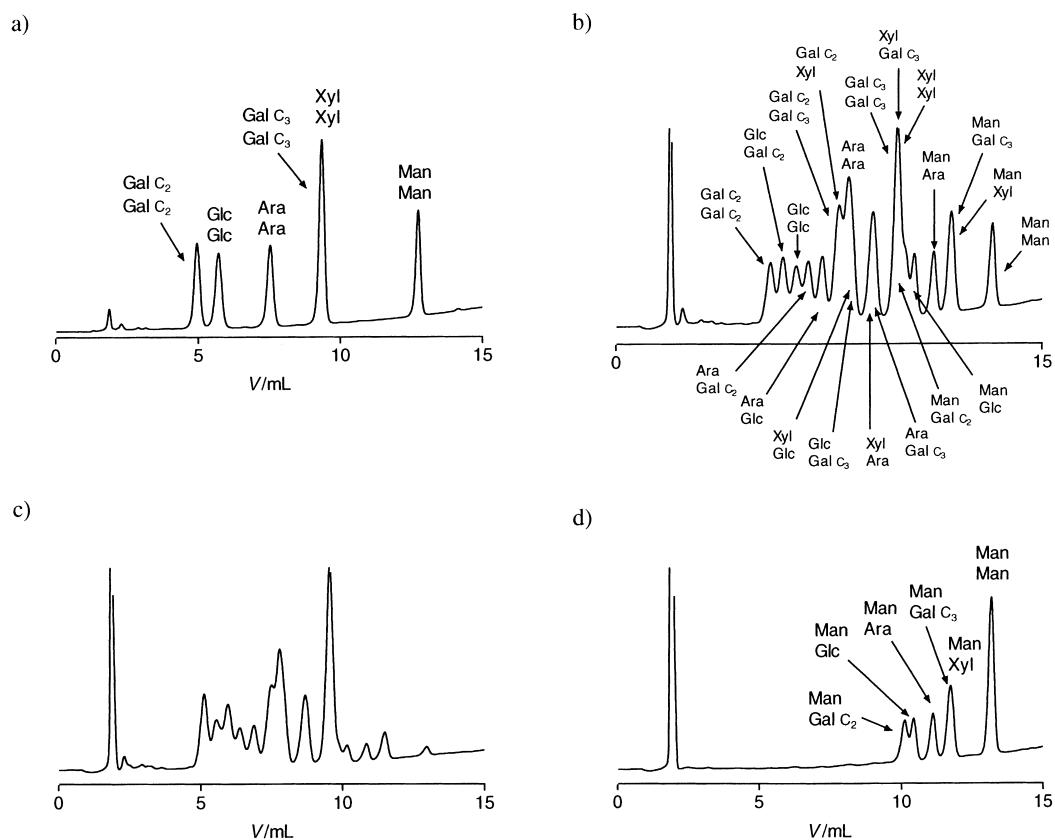 a)
Gal C₂
Gal C₂
Glc
Glc
Ara
Ara
Gal C₃
Gal C₃
Xyl
Xyl
Man
Man
0
5
10
15
V/mL
b)
Gal C₂
Gal C₂
Glc
Gal C₂
Glc
Glc
Gal C₂
Gal C₃
Gal C₂
Xyl
Ara
Ara
Gal C₃
Gal C₃
Xyl
Gal C₃
Xyl
Xyl
Man
Ara
Man
Gal C₃
Man
Xyl
Man
Man
0
15
Ara
Gal C₂
Ara
Glc
Xyl
Glc
Glc
Gal C₃
Xyl
Ara
Ara
Gal C₃
Man
Gal C₂
Man
Glc
c)
0
5
10
15
V/mL
d)
Man
Gal C₂
Man
Glc
Man
Ara
Man
Gal C₃
Man
Xyl
Man
Man
0
5
10
15
V/mL